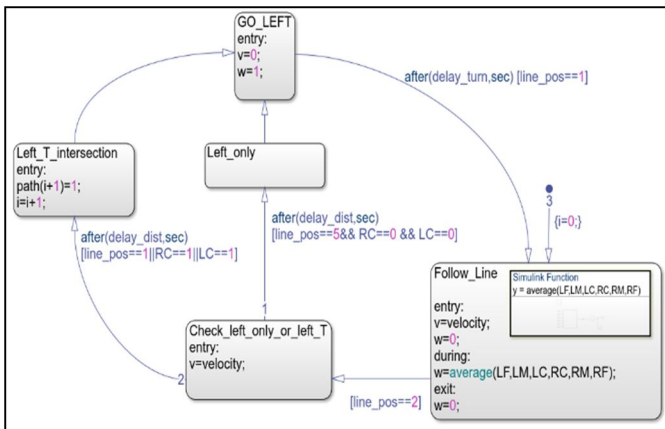 GO_LEFT
entry:
v=0;
w=1;
after(delay_turn,sec) [line_pos==1]
Left_T_intersection
entry:
path(i+1)=1;
i=i+1;
Left_only
3
{i=0;}
after(delay_dist,sec)
[line_pos==1||RC==1||LC==1]
after(delay_dist,sec)
[line_pos==5&& RC==0 && LC==0]
Follow_Line
Simulink Function
y = average(LF,LM,LC,RC,RM,RF)
entry:
v=velocity;
w=0;
during:
w=average(LF,LM,LC,RC,RM,RF);
exit:
w=0;
1
Check_left_only_or_left_T
entry:
v=velocity;
2
[line_pos==2]